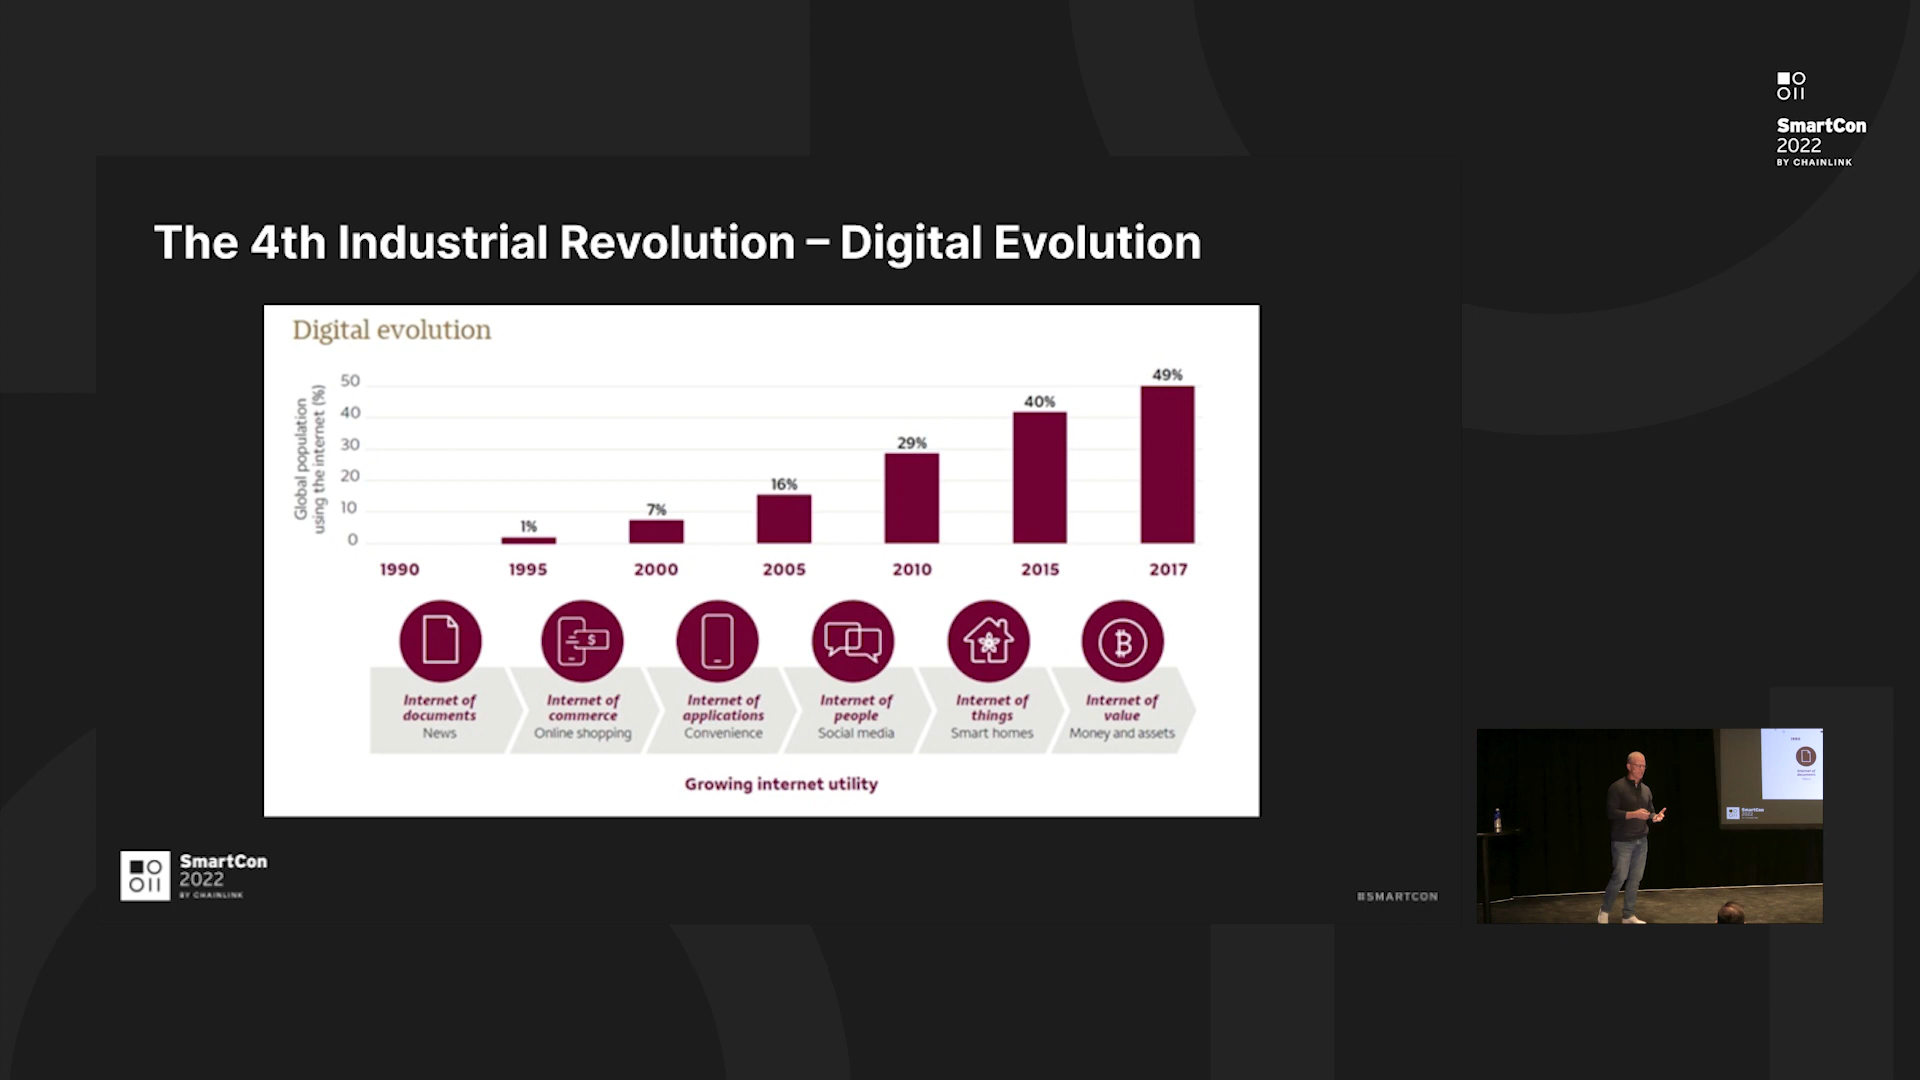 SmartCon
2022
BY CHAINLINK
The 4th Industrial Revolution – Digital Evolution
Digital evolution
Global population
using the internet (%)
50
40
30
20
10
0
1%
7%
16%
29%
40%
49%
1990 1995 2000 2005 2010 2015 2017
$
Internet of documents
News
Internet of commerce
Online shopping
Internet of applications
Convenience
Internet of people
Social media
Internet of things
Smart homes
Internet of value
Money and assets
Growing internet utility
SmartCon
2022
BY CHAINLINK
#SMARTCON